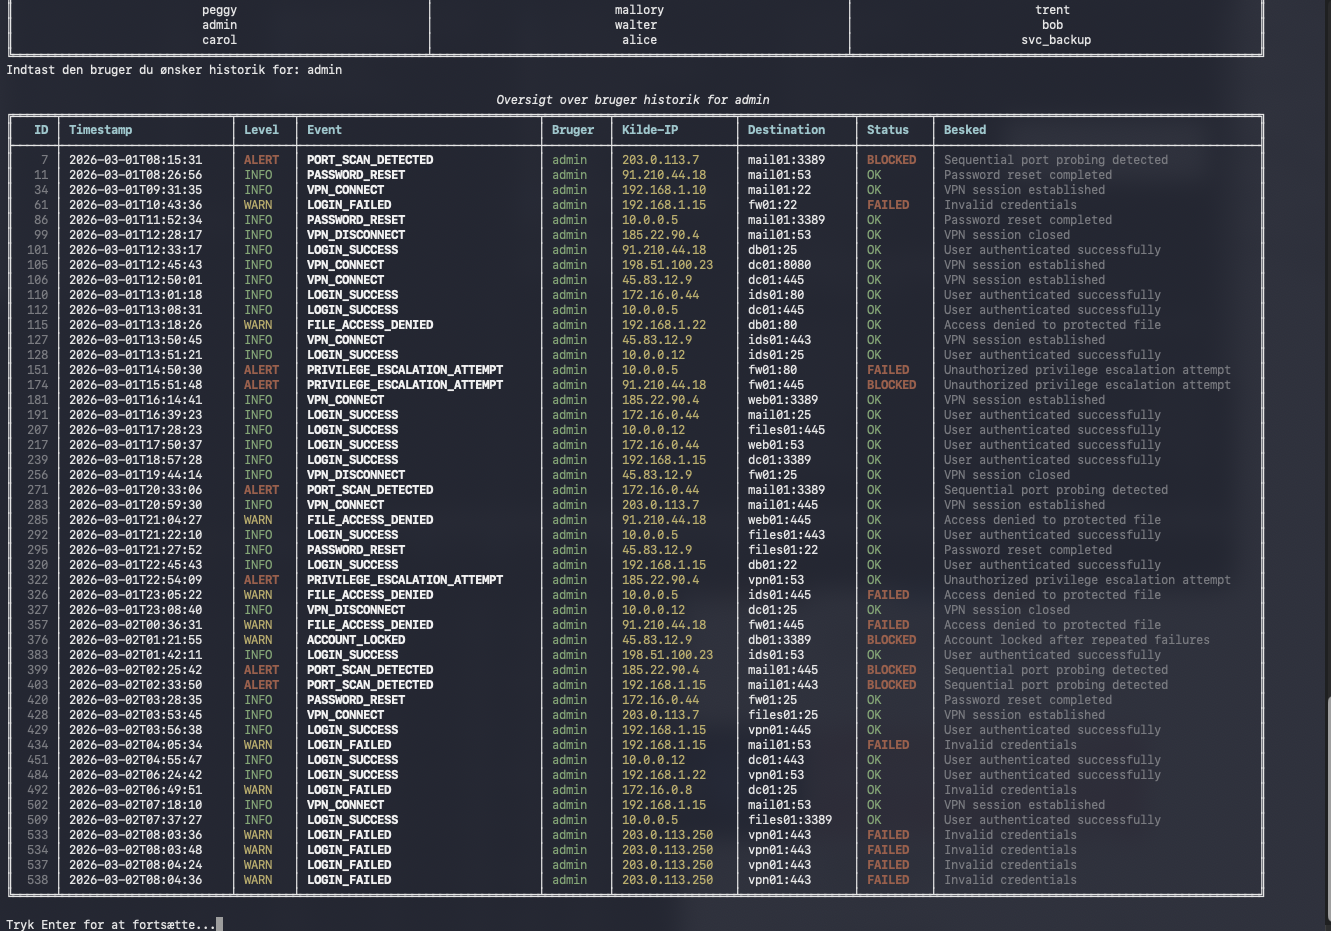 peggy mallory trent
admin walter bob
carol alice svc_backup
Indtast den bruger du ønsker historik for: admin
Oversigt over bruger historik for admin
ID Timestamp Level Event Bruger Kilde-IP Destination Status Besked
7 2026-03-01T08:15:31 ALERT PORT_SCAN_DETECTED admin 203.0.113.7 mail01:3389 BLOCKED Sequential port probing detected
11 2026-03-01T08:26:56 INFO PASSWORD_RESET admin 91.210.44.18 mail01:53 OK Password reset completed
34 2026-03-01T09:31:35 INFO VPN_CONNECT admin 192.168.1.10 mail01:22 OK VPN session established
61 2026-03-01T10:43:36 WARN LOGIN_FAILED admin 192.168.1.15 fw01:22 FAILED Invalid credentials
86 2026-03-01T11:52:34 INFO PASSWORD_RESET admin 10.0.0.5 mail01:3389 OK Password reset completed
99 2026-03-01T12:28:17 INFO VPN_DISCONNECT admin 185.22.90.4 mail01:53 OK VPN session closed
101 2026-03-01T12:33:17 INFO LOGIN_SUCCESS admin 91.210.44.18 db01:25 OK User authenticated successfully
105 2026-03-01T12:45:43 INFO VPN_CONNECT admin 198.51.100.23 dc01:8080 OK VPN session established
106 2026-03-01T12:50:01 INFO VPN_CONNECT admin 45.83.12.9 dc01:445 OK VPN session established
110 2026-03-01T13:01:18 INFO LOGIN_SUCCESS admin 172.16.0.44 ids01:80 OK User authenticated successfully
112 2026-03-01T13:08:31 INFO LOGIN_SUCCESS admin 10.0.0.5 dc01:445 OK User authenticated successfully
115 2026-03-01T13:18:26 WARN FILE_ACCESS_DENIED admin 192.168.1.22 db01:80 OK Access denied to protected file
127 2026-03-01T13:50:45 INFO VPN_CONNECT admin 45.83.12.9 ids01:443 OK VPN session established
128 2026-03-01T13:51:21 INFO LOGIN_SUCCESS admin 10.0.0.12 ids01:25 OK User authenticated successfully
151 2026-03-01T14:50:30 ALERT PRIVILEGE_ESCALATION_ATTEMPT admin 10.0.0.5 fw01:80 FAILED Unauthorized privilege escalation attempt
174 2026-03-01T15:51:48 ALERT PRIVILEGE_ESCALATION_ATTEMPT admin 91.210.44.18 fw01:445 BLOCKED Unauthorized privilege escalation attempt
181 2026-03-01T16:14:41 INFO VPN_CONNECT admin 185.22.90.4 web01:3389 OK VPN session established
191 2026-03-01T16:39:23 INFO LOGIN_SUCCESS admin 172.16.0.44 mail01:25 OK User authenticated successfully
207 2026-03-01T17:28:23 INFO LOGIN_SUCCESS admin 10.0.0.12 files01:445 OK User authenticated successfully
217 2026-03-01T17:50:37 INFO LOGIN_SUCCESS admin 172.16.0.44 web01:53 OK User authenticated successfully
239 2026-03-01T18:57:28 INFO LOGIN_SUCCESS admin 192.168.1.15 dc01:3389 OK User authenticated successfully
256 2026-03-01T19:44:14 INFO VPN_DISCONNECT admin 45.83.12.9 fw01:25 OK VPN session closed
271 2026-03-01T20:33:06 ALERT PORT_SCAN_DETECTED admin 172.16.0.44 mail01:3389 OK Sequential port probing detected
283 2026-03-01T20:59:30 INFO VPN_CONNECT admin 203.0.113.7 mail01:445 OK VPN session established
285 2026-03-01T21:04:27 WARN FILE_ACCESS_DENIED admin 91.210.44.18 web01:445 OK Access denied to protected file
292 2026-03-01T21:22:10 INFO LOGIN_SUCCESS admin 10.0.0.5 files01:443 OK User authenticated successfully
295 2026-03-01T21:27:52 INFO PASSWORD_RESET admin 45.83.12.9 files01:22 OK Password reset completed
320 2026-03-01T22:45:43 INFO LOGIN_SUCCESS admin 192.168.1.15 db01:22 OK User authenticated successfully
322 2026-03-01T22:54:09 ALERT PRIVILEGE_ESCALATION_ATTEMPT admin 185.22.90.4 vpn01:53 OK Unauthorized privilege escalation attempt
326 2026-03-01T23:05:22 WARN FILE_ACCESS_DENIED admin 10.0.0.5 ids01:445 FAILED Access denied to protected file
327 2026-03-01T23:08:40 INFO VPN_DISCONNECT admin 10.0.0.12 dc01:25 OK VPN session closed
357 2026-03-02T00:36:31 WARN FILE_ACCESS_DENIED admin 91.210.44.18 fw01:445 FAILED Access denied to protected file
376 2026-03-02T01:21:55 WARN ACCOUNT_LOCKED admin 45.83.12.9 db01:3389 BLOCKED Account locked after repeated failures
383 2026-03-02T01:42:11 INFO LOGIN_SUCCESS admin 198.51.100.23 ids01:53 OK User authenticated successfully
399 2026-03-02T02:25:42 ALERT PORT_SCAN_DETECTED admin 185.22.90.4 mail01:445 BLOCKED Sequential port probing detected
403 2026-03-02T02:33:50 ALERT PORT_SCAN_DETECTED admin 192.168.1.15 mail01:443 BLOCKED Sequential port probing detected
420 2026-03-02T03:28:35 INFO PASSWORD_RESET admin 172.16.0.44 fw01:25 OK Password reset completed
428 2026-03-02T03:53:45 INFO VPN_CONNECT admin 203.0.113.7 files01:25 OK VPN session established
429 2026-03-02T03:56:38 INFO LOGIN_SUCCESS admin 192.168.1.15 vpn01:445 OK User authenticated successfully
434 2026-03-02T04:05:34 WARN LOGIN_FAILED admin 192.168.1.15 mail01:53 FAILED Invalid credentials
451 2026-03-02T04:55:47 INFO LOGIN_SUCCESS admin 10.0.0.12 dc01:443 OK User authenticated successfully
484 2026-03-02T06:24:42 INFO LOGIN_SUCCESS admin 192.168.1.22 vpn01:53 OK User authenticated successfully
492 2026-03-02T06:49:51 WARN LOGIN_FAILED admin 172.16.0.8 dc01:25 OK Invalid credentials
502 2026-03-02T07:18:10 INFO VPN_CONNECT admin 192.168.1.15 mail01:53 OK VPN session established
509 2026-03-02T07:37:27 INFO LOGIN_SUCCESS admin 10.0.0.5 files01:3389 OK User authenticated successfully
533 2026-03-02T08:03:36 WARN LOGIN_FAILED admin 203.0.113.250 vpn01:443 FAILED Invalid credentials
534 2026-03-02T08:03:48 WARN LOGIN_FAILED admin 203.0.113.250 vpn01:443 FAILED Invalid credentials
537 2026-03-02T08:04:24 WARN LOGIN_FAILED admin 203.0.113.250 vpn01:443 FAILED Invalid credentials
538 2026-03-02T08:04:36 WARN LOGIN_FAILED admin 203.0.113.250 vpn01:443 FAILED Invalid credentials
Tryk Enter for at fortsætte...